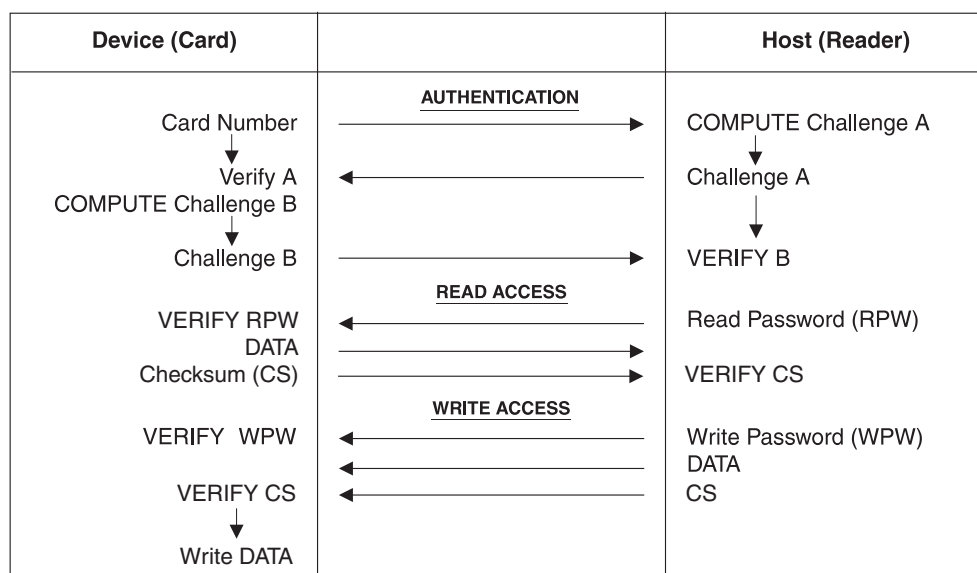 Device (Card) Host (Reader)
AUTHENTICATION
Card Number COMPUTE Challenge A
Verify A Challenge A
COMPUTE Challenge B
Challenge B VERIFY B
READ ACCESS
VERIFY RPW Read Password (RPW)
DATA
Checksum (CS) VERIFY CS
WRITE ACCESS
VERIFY WPW Write Password (WPW)
DATA
VERIFY CS CS
Write DATA